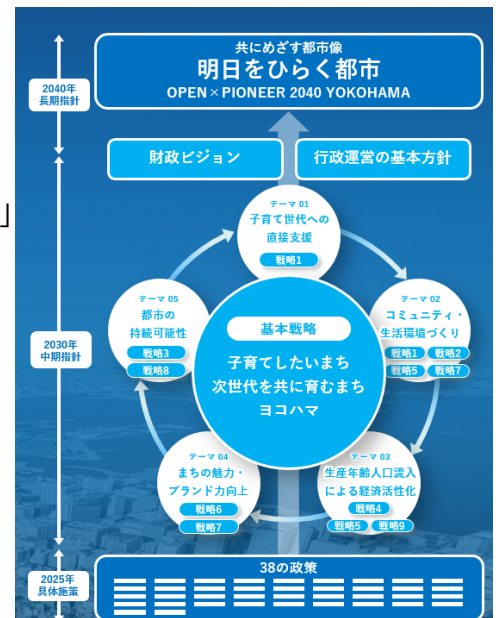 共にめざす都市像
明日をひらく都市
OPEN×PIONEER 2040 YOKOHAMA
2040年
長期指針
財政ビジョン
行政運営の基本方針
」
テーマ 01
子育て世代への
直接支援
戦略1
テーマ 05
都市の
持続可能性
戦略3
戦略8
テーマ 02
コミュニティ・
生活環境づくり
戦略1 戦略2
戦略5 戦略7
2030年
中期指針
基本戦略
子育てしたいまち
次世代を共に育むまち
ヨコハマ
テーマ 04
まちの魅力・
ブランド力向上
戦略6
戦略7
テーマ 03
生産年齢人口流入
による経済活性化
戦略4
戦略5 戦略9
2025年
具体施策
38の政策